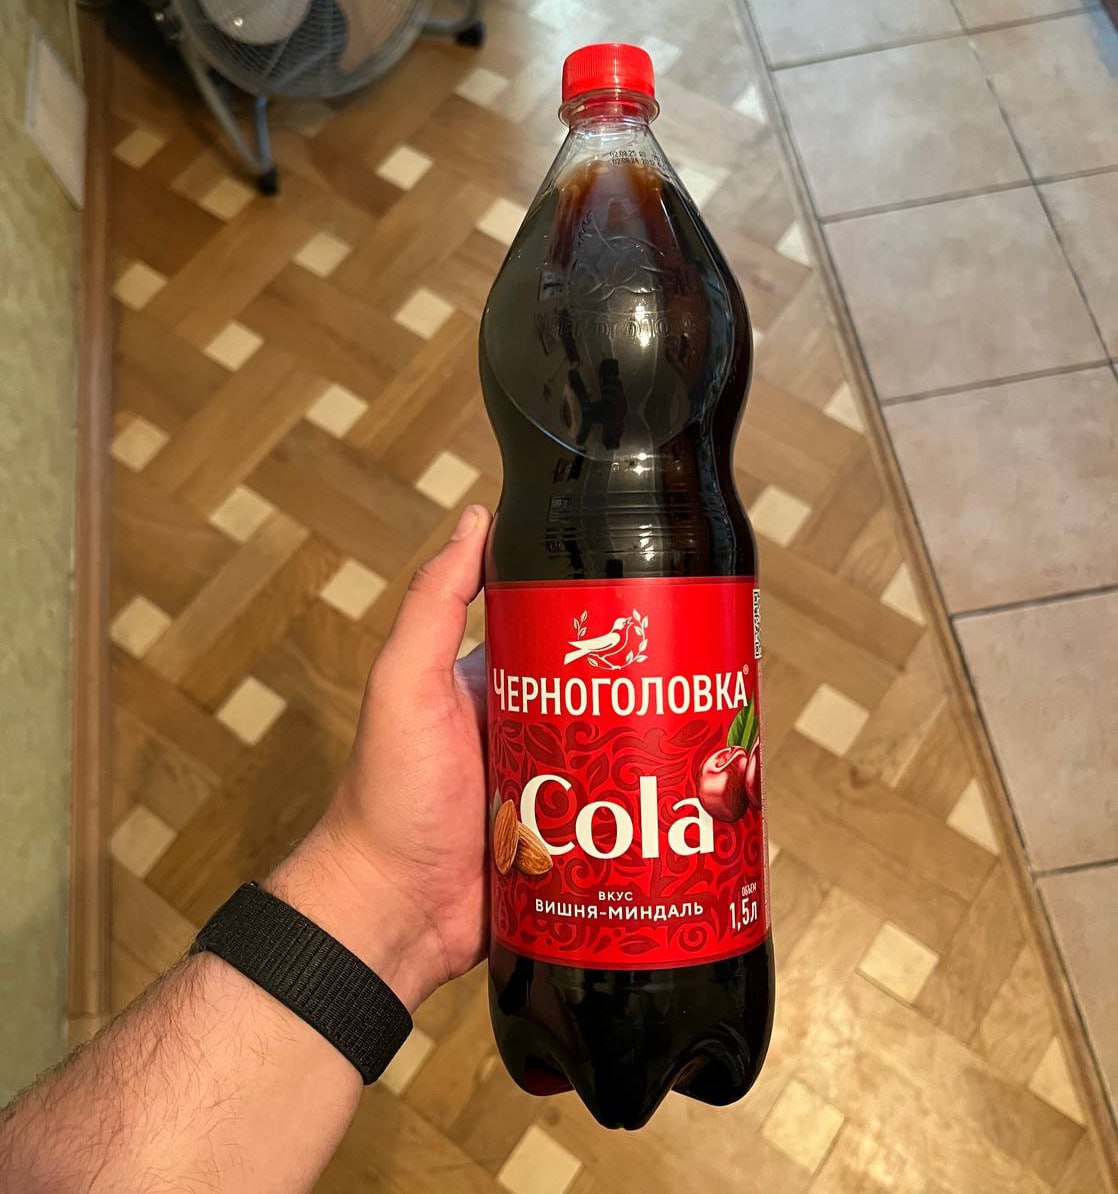 ЧЕРНОГОЛОВКА®
Cola
ВКУС
ВИШНЯ-МИНДАЛЬ
ОБЪЕМ
1,5л